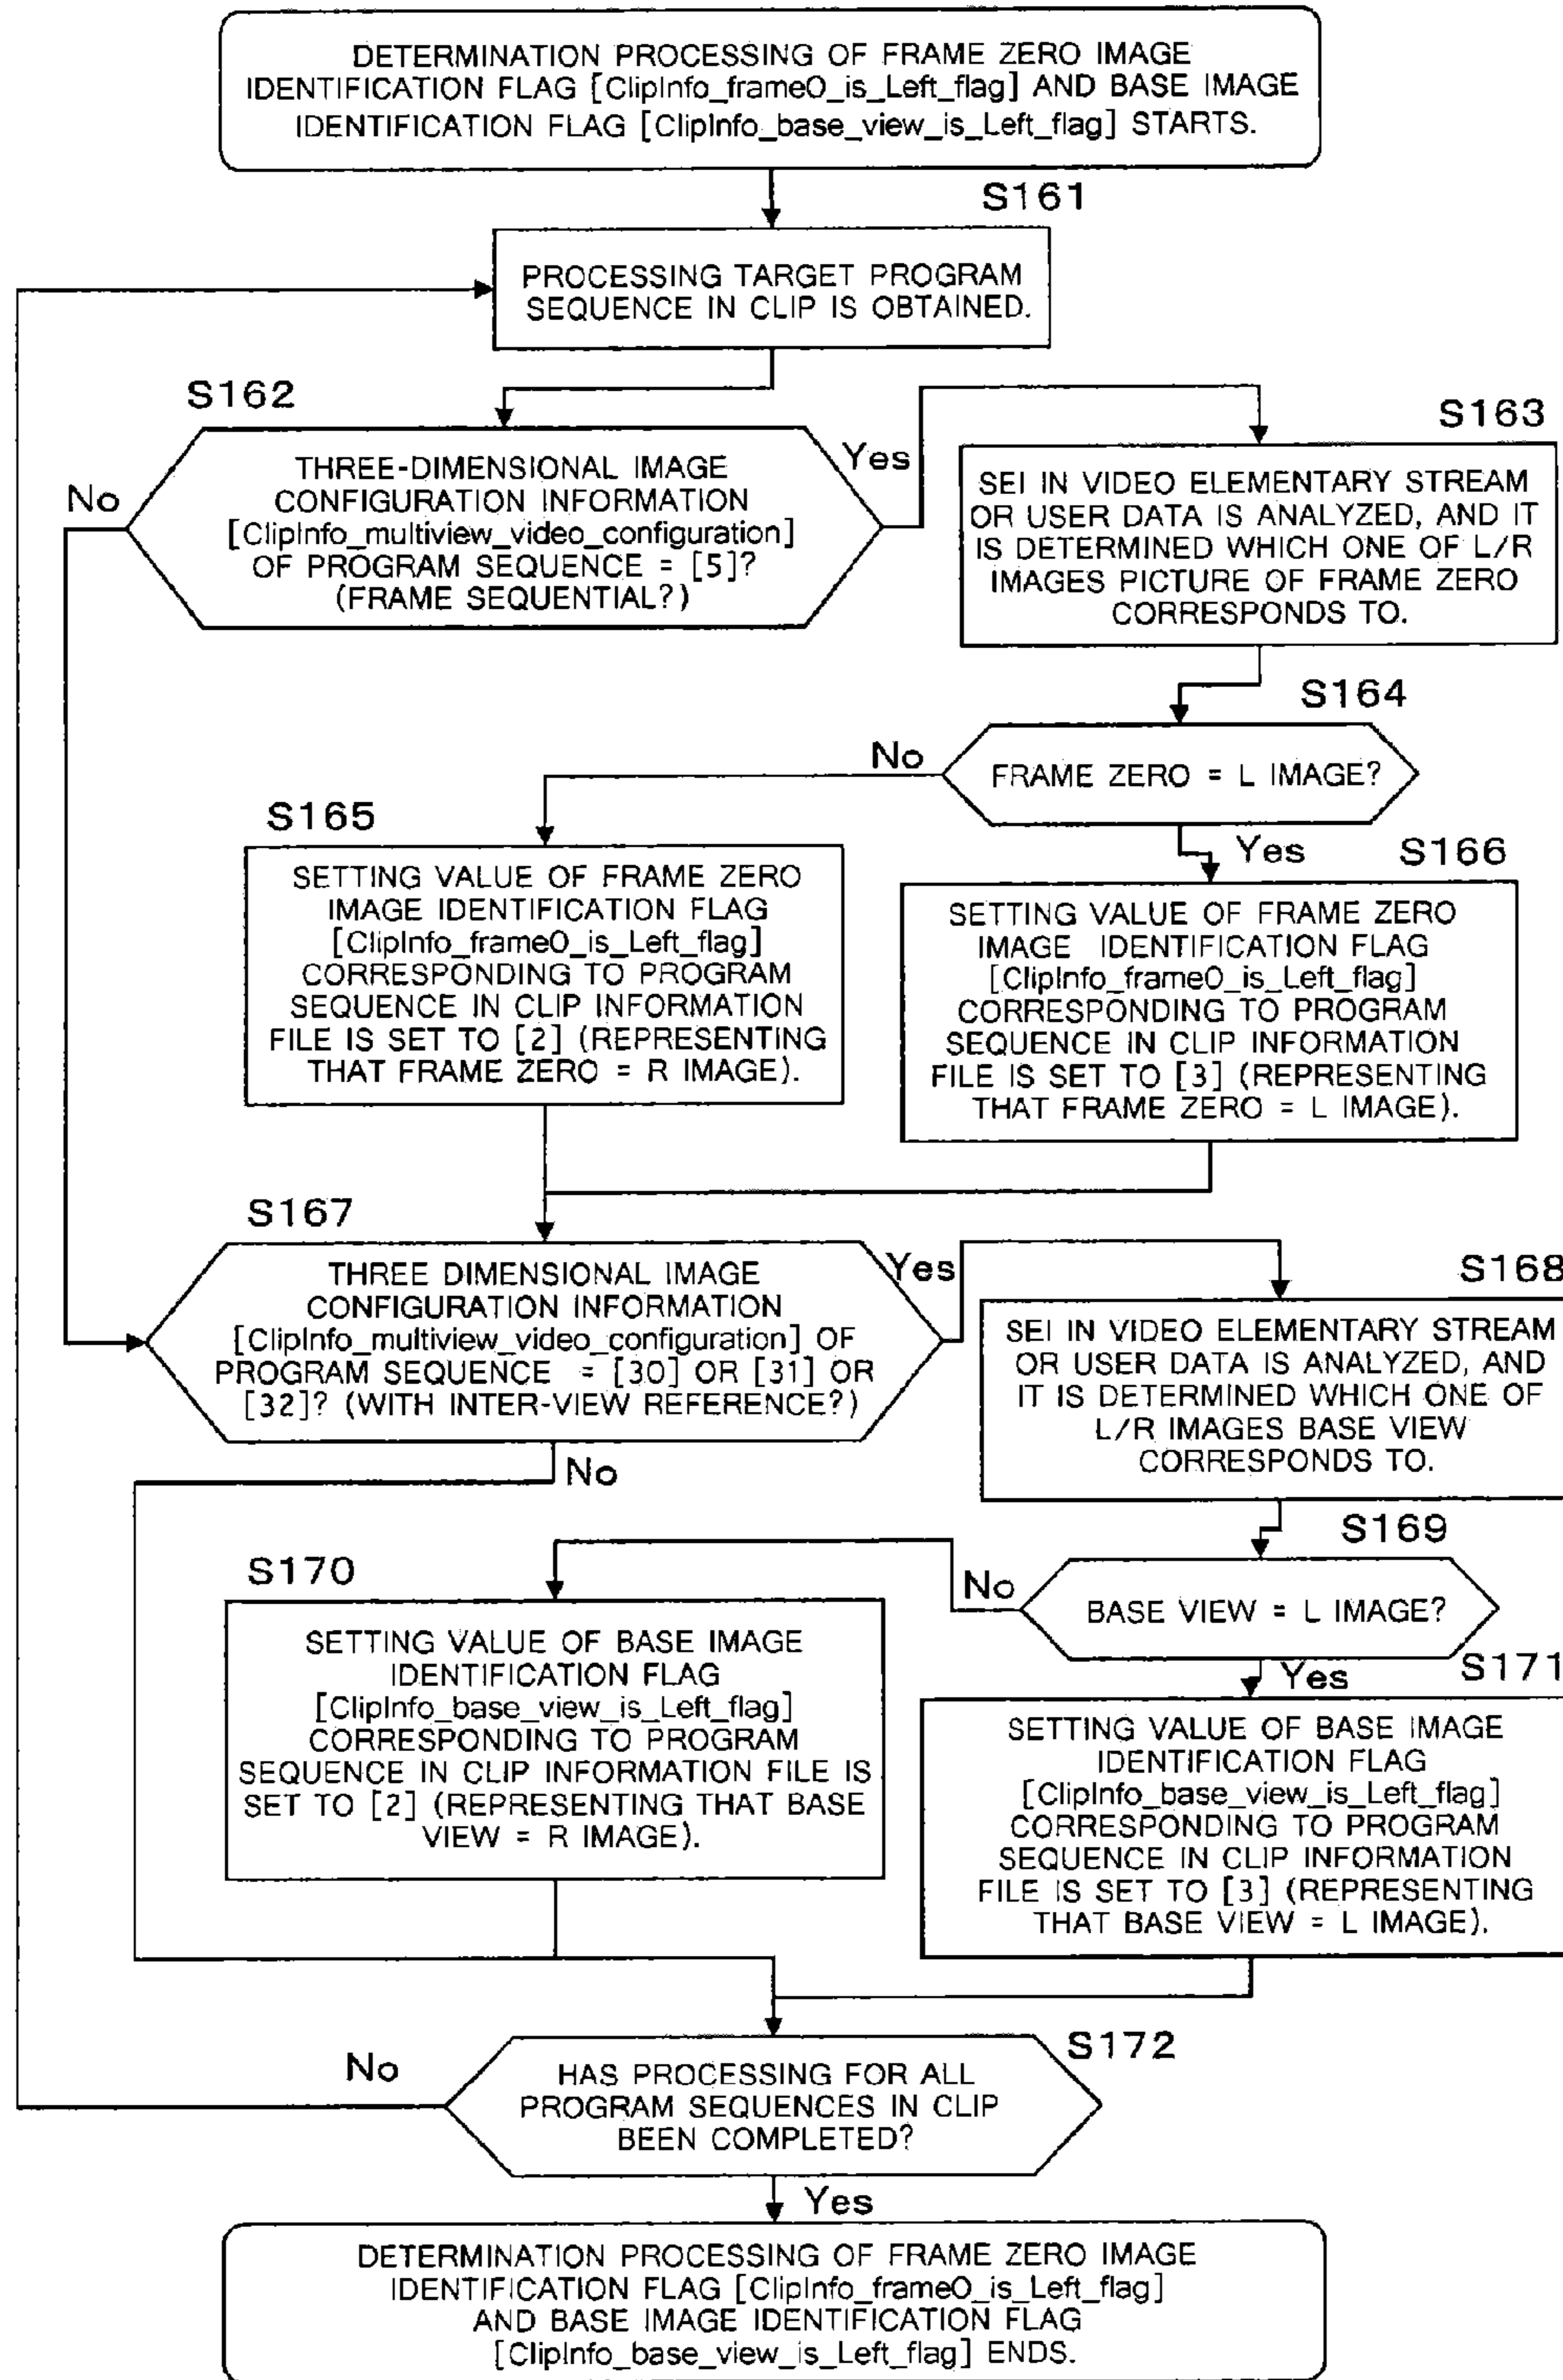 DETERMINATION PROCESSING OF FRAME ZERO IMAGE
IDENTIFICATION FLAG [ClipInfo_frame0_is_Left_flag] AND BASE IMAGE
IDENTIFICATION FLAG [ClipInfo_base_view_is_Left_flag] STARTS.
S161
PROCESSING TARGET PROGRAM
SEQUENCE IN CLIP IS OBTAINED.
S162
THREE-DIMENSIONAL IMAGE
CONFIGURATION INFORMATION
[ClipInfo_multiview_video_configuration]
OF PROGRAM SEQUENCE = [5]?
(FRAME SEQUENTIAL?)
No
Yes
S163
SEI IN VIDEO ELEMENTARY STREAM
OR USER DATA IS ANALYZED, AND IT
IS DETERMINED WHICH ONE OF L/R
IMAGES PICTURE OF FRAME ZERO
CORRESPONDS TO.
S164
FRAME ZERO = L IMAGE?
No
Yes
S165
SETTING VALUE OF FRAME ZERO
IMAGE IDENTIFICATION FLAG
[ClipInfo_frame0_is_Left_flag]
CORRESPONDING TO PROGRAM
SEQUENCE IN CLIP INFORMATION
FILE IS SET TO [2] (REPRESENTING
THAT FRAME ZERO = R IMAGE).
S166
SETTING VALUE OF FRAME ZERO
IMAGE IDENTIFICATION FLAG
[ClipInfo_frame0_is_Left_flag]
CORRESPONDING TO PROGRAM
SEQUENCE IN CLIP INFORMATION
FILE IS SET TO [3] (REPRESENTING
THAT FRAME ZERO = L IMAGE).
S167
THREE DIMENSIONAL IMAGE
CONFIGURATION INFORMATION
[ClipInfo_multiview_video_configuration] OF
PROGRAM SEQUENCE = [30] OR [31] OR
[32]? (WITH INTER-VIEW REFERENCE?)
Yes
No
S168
SEI IN VIDEO ELEMENTARY STREAM
OR USER DATA IS ANALYZED, AND
IT IS DETERMINED WHICH ONE OF
L/R IMAGES BASE VIEW
CORRESPONDS TO.
S169
BASE VIEW = L IMAGE?
No
Yes
S170
SETTING VALUE OF BASE IMAGE
IDENTIFICATION FLAG
[ClipInfo_base_view_is_Left_flag]
CORRESPONDING TO PROGRAM
SEQUENCE IN CLIP INFORMATION FILE IS
SET TO [2] (REPRESENTING THAT BASE
VIEW = R IMAGE).
S171
SETTING VALUE OF BASE IMAGE
IDENTIFICATION FLAG
[ClipInfo_base_view_is_Left_flag]
CORRESPONDING TO PROGRAM
SEQUENCE IN CLIP INFORMATION
FILE IS SET TO [3] (REPRESENTING
THAT BASE VIEW = L IMAGE).
S172
HAS PROCESSING FOR ALL
PROGRAM SEQUENCES IN CLIP
BEEN COMPLETED?
No
Yes
DETERMINATION PROCESSING OF FRAME ZERO IMAGE
IDENTIFICATION FLAG [ClipInfo_frame0_is_Left_flag]
AND BASE IMAGE IDENTIFICATION FLAG
[ClipInfo_base_view_is_Left_flag] ENDS.